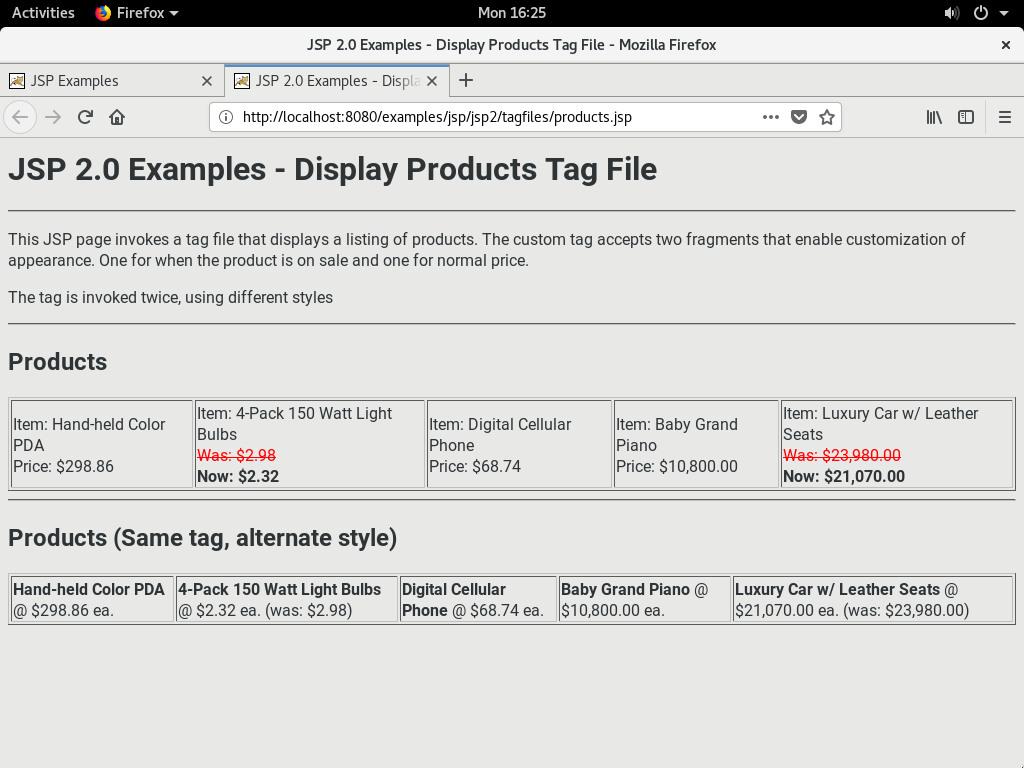 Activities Firefox Mon 16:25
JSP 2.0 Examples - Display Products Tag File - Mozilla Firefox
JSP Examples JSP 2.0 Examples - Displa
http://localhost:8080/examples/jsp/jsp2/tagfiles/products.jsp
JSP 2.0 Examples - Display Products Tag File
This JSP page invokes a tag file that displays a listing of products. The custom tag accepts two fragments that enable customization of
appearance. One for when the product is on sale and one for normal price.
The tag is invoked twice, using different styles
Products
Item: Hand-held Color
PDA
Price: $298.86
Item: 4-Pack 150 Watt Light
Bulbs
Was: $2.98
Now: $2.32
Item: Digital Cellular
Phone
Price: $68.74
Item: Baby Grand
Piano
Price: $10,800.00
Item: Luxury Car w/ Leather
Seats
Was: $23,980.00
Now: $21,070.00
Products (Same tag, alternate style)
Hand-held Color PDA
@ $298.86 ea.
4-Pack 150 Watt Light Bulbs
@ $2.32 ea. (was: $2.98)
Digital Cellular
Phone @ $68.74 ea.
Baby Grand Piano @
$10,800.00 ea.
Luxury Car w/ Leather Seats @
$21,070.00 ea. (was: $23,980.00)